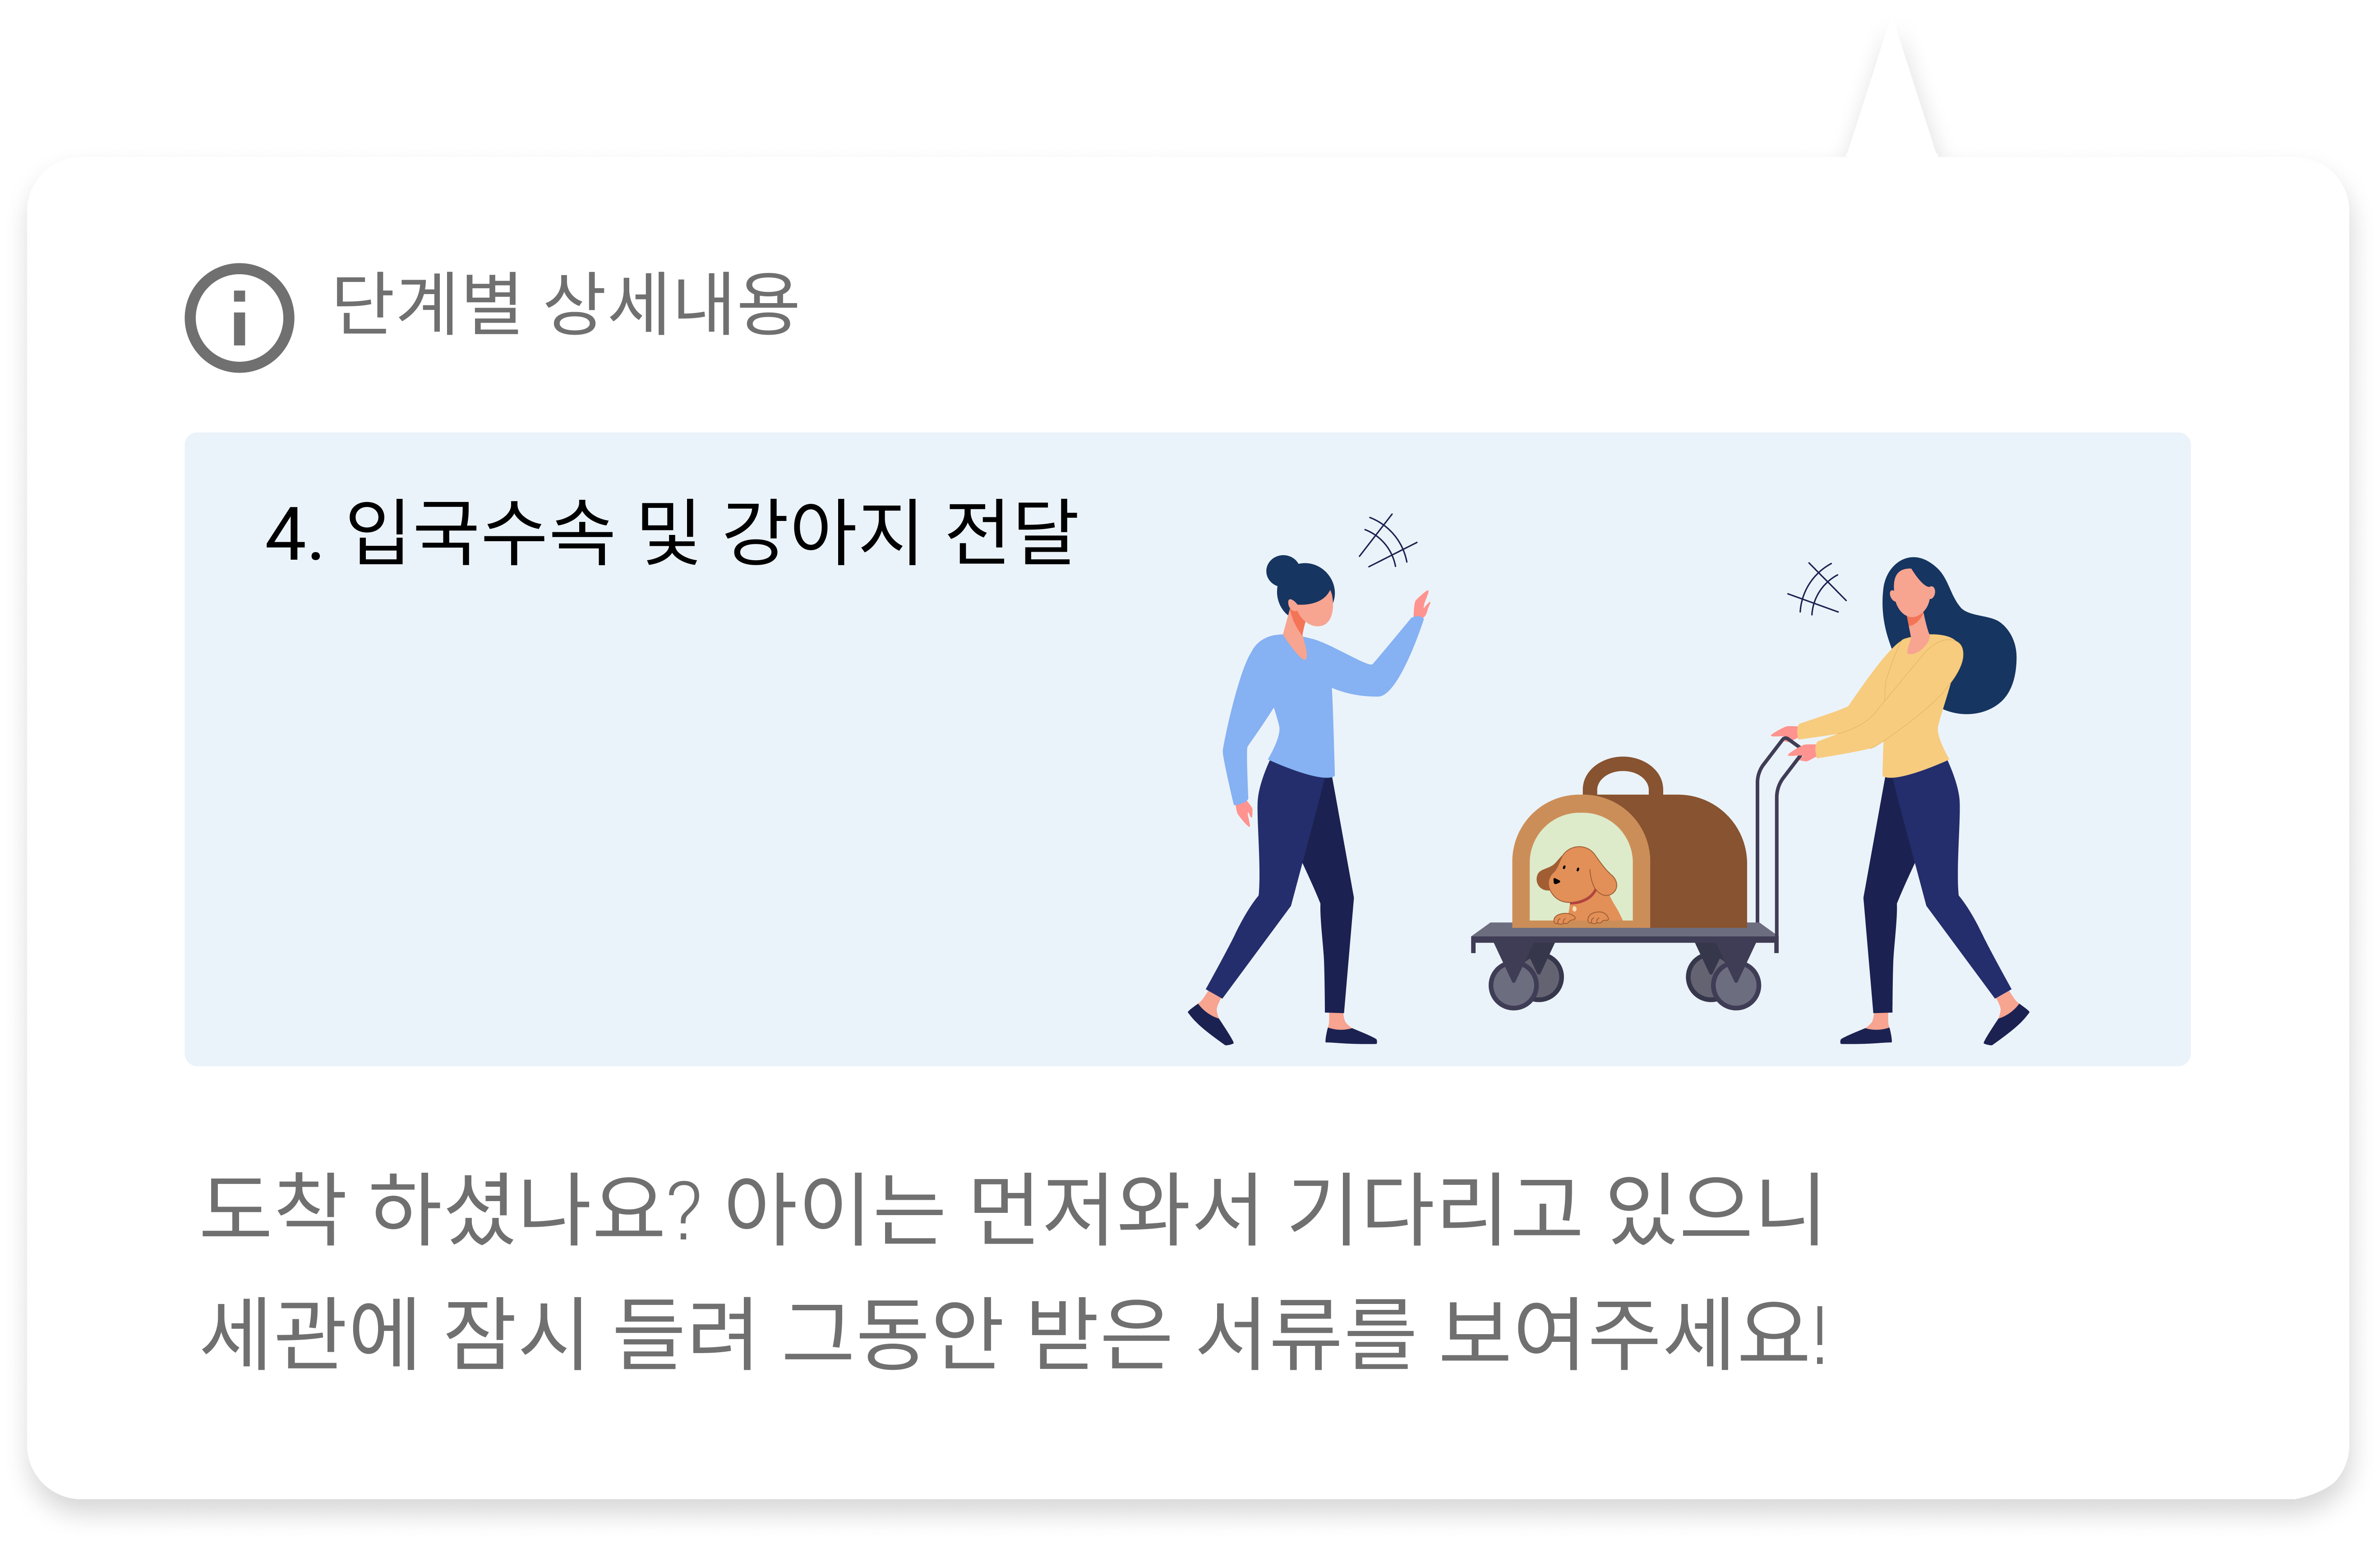 단계별 상세내용
4. 입국수속 및 강아지 전달
도착 하셨나요? 아이는 먼저와서 기다리고 있으니
세관에 잠시 들려 그동안 받은 서류를 보여주세요!